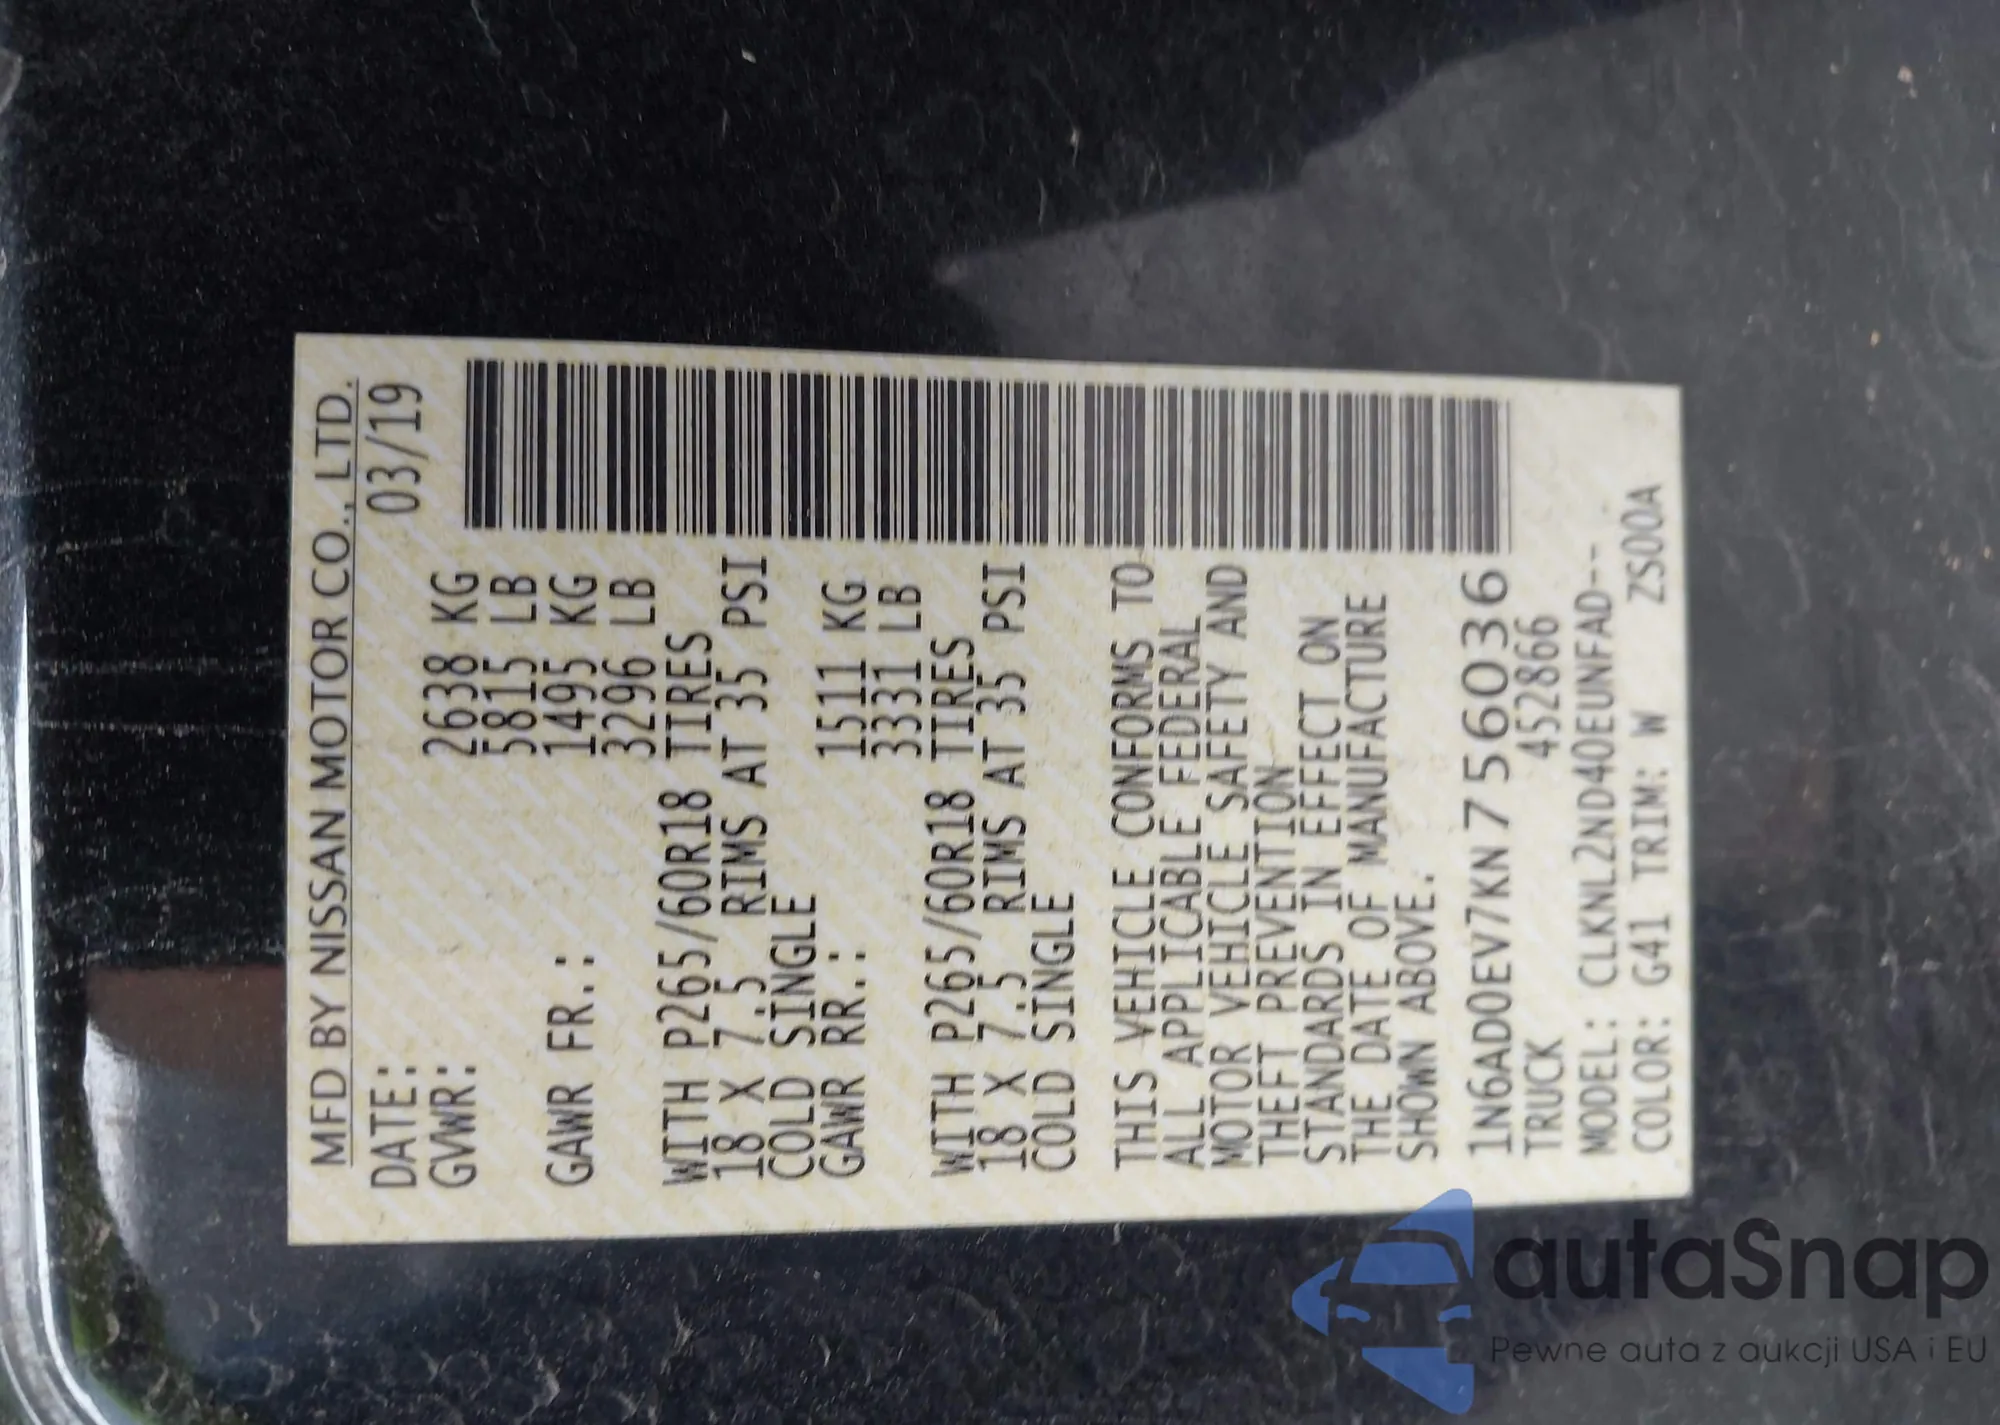 MFD BY NISSAN MOTOR CO., LTD.
DATE: 03/19
GVWR: 2638 KG
5815 LB
GAWR FR.: 1495 KG
3296 LB
WITH P265/60R18 TIRES
18 X 7.5 RIMS AT 35 PSI
COLD SINGLE
GAWR RR.: 1511 KG
3331 LB
WITH P265/60R18 TIRES
18 X 7.5 RIMS AT 35 PSI
COLD SINGLE
THIS VEHICLE CONFORMS TO
ALL APPLICABLE FEDERAL
MOTOR VEHICLE SAFETY AND
THEFT PREVENTION
STANDARDS IN EFFECT ON
THE DATE OF MANUFACTURE
SHOWN ABOVE.
1N6AD0EV7KN756036
TRUCK 452866
MODEL: CLKNL2ND40EUNFAD--
COLOR: G41 TRIM: W ZS00A
autaSnap
Pewne auta z aukcji USA i EU